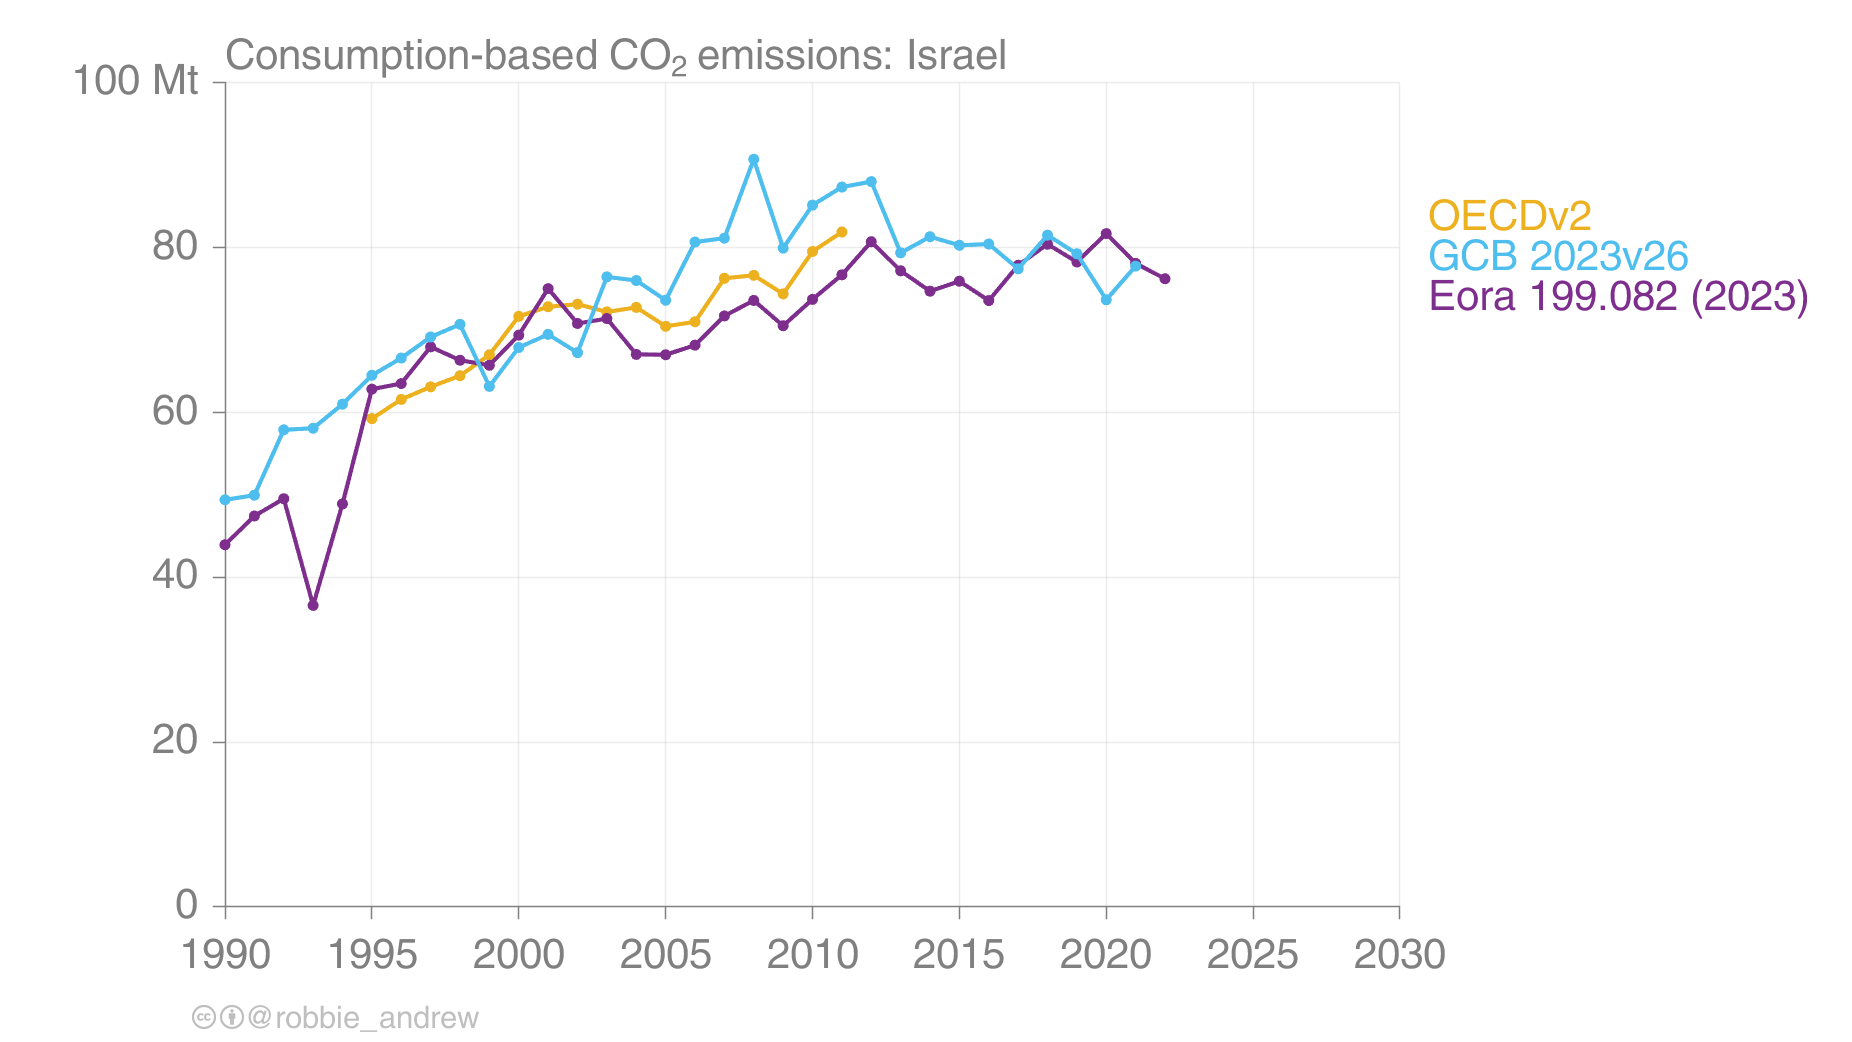 Consumption-based CO₂ emissions: Israel
100 Mt
80
60
40
20
0
1990 1995 2000 2005 2010 2015 2020 2025 2030
OECDv2
GCB 2023v26
Eora 199.082 (2023)
@robbie_andrew